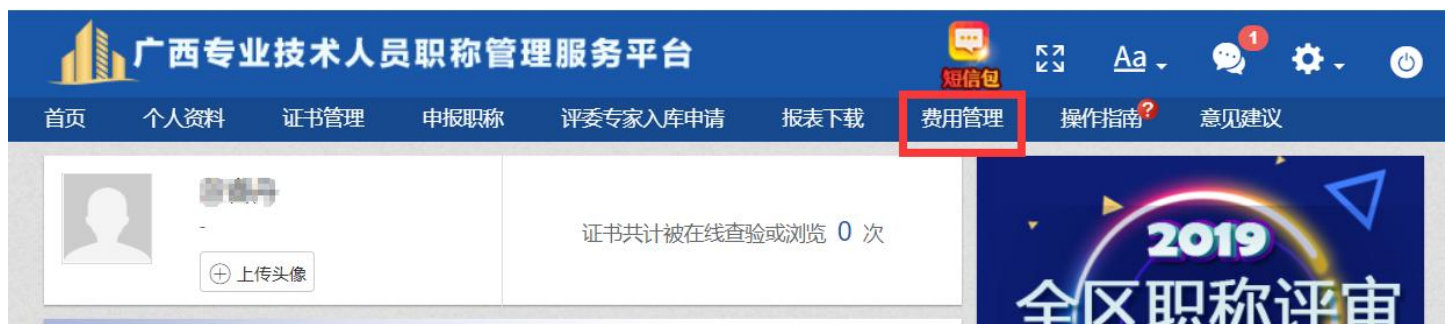 广西专业技术人员职称管理服务平台
短信包
Aa
1
首页 个人资料 证书管理 申报职称 评委专家入库申请 报表下载 费用管理 操作指南? 意见建议
-
上传头像
证书共计被在线查验或浏览 0 次
2019
全区职称评审